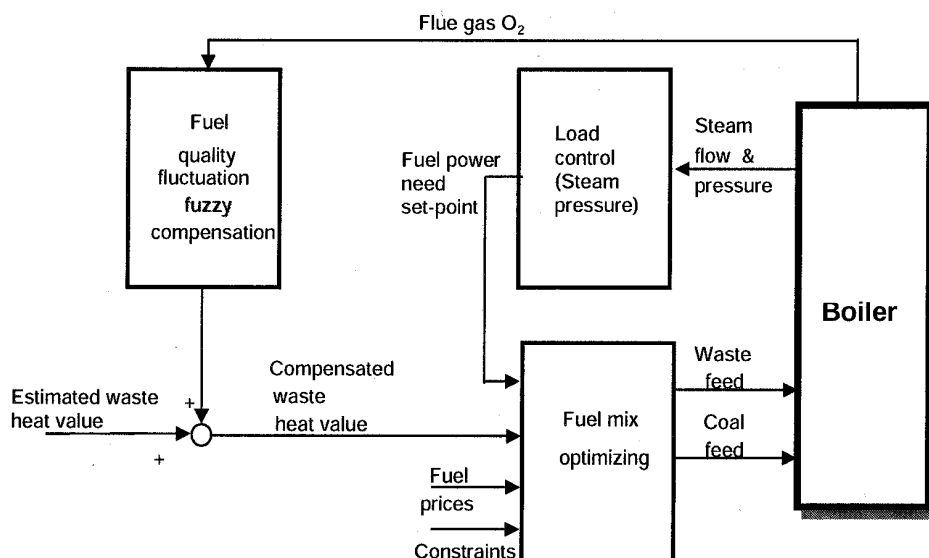 Flue gas O₂
Fuel
quality
fluctuation
fuzzy
compensation
Fuel power
need
set-point
Load
control
(Steam
pressure)
Steam
flow &
pressure
Boiler
Estimated waste
heat value
+
+
Compensated
waste
heat value
Fuel
prices
Constraints
Fuel mix
optimizing
Waste
feed
Coal
feed